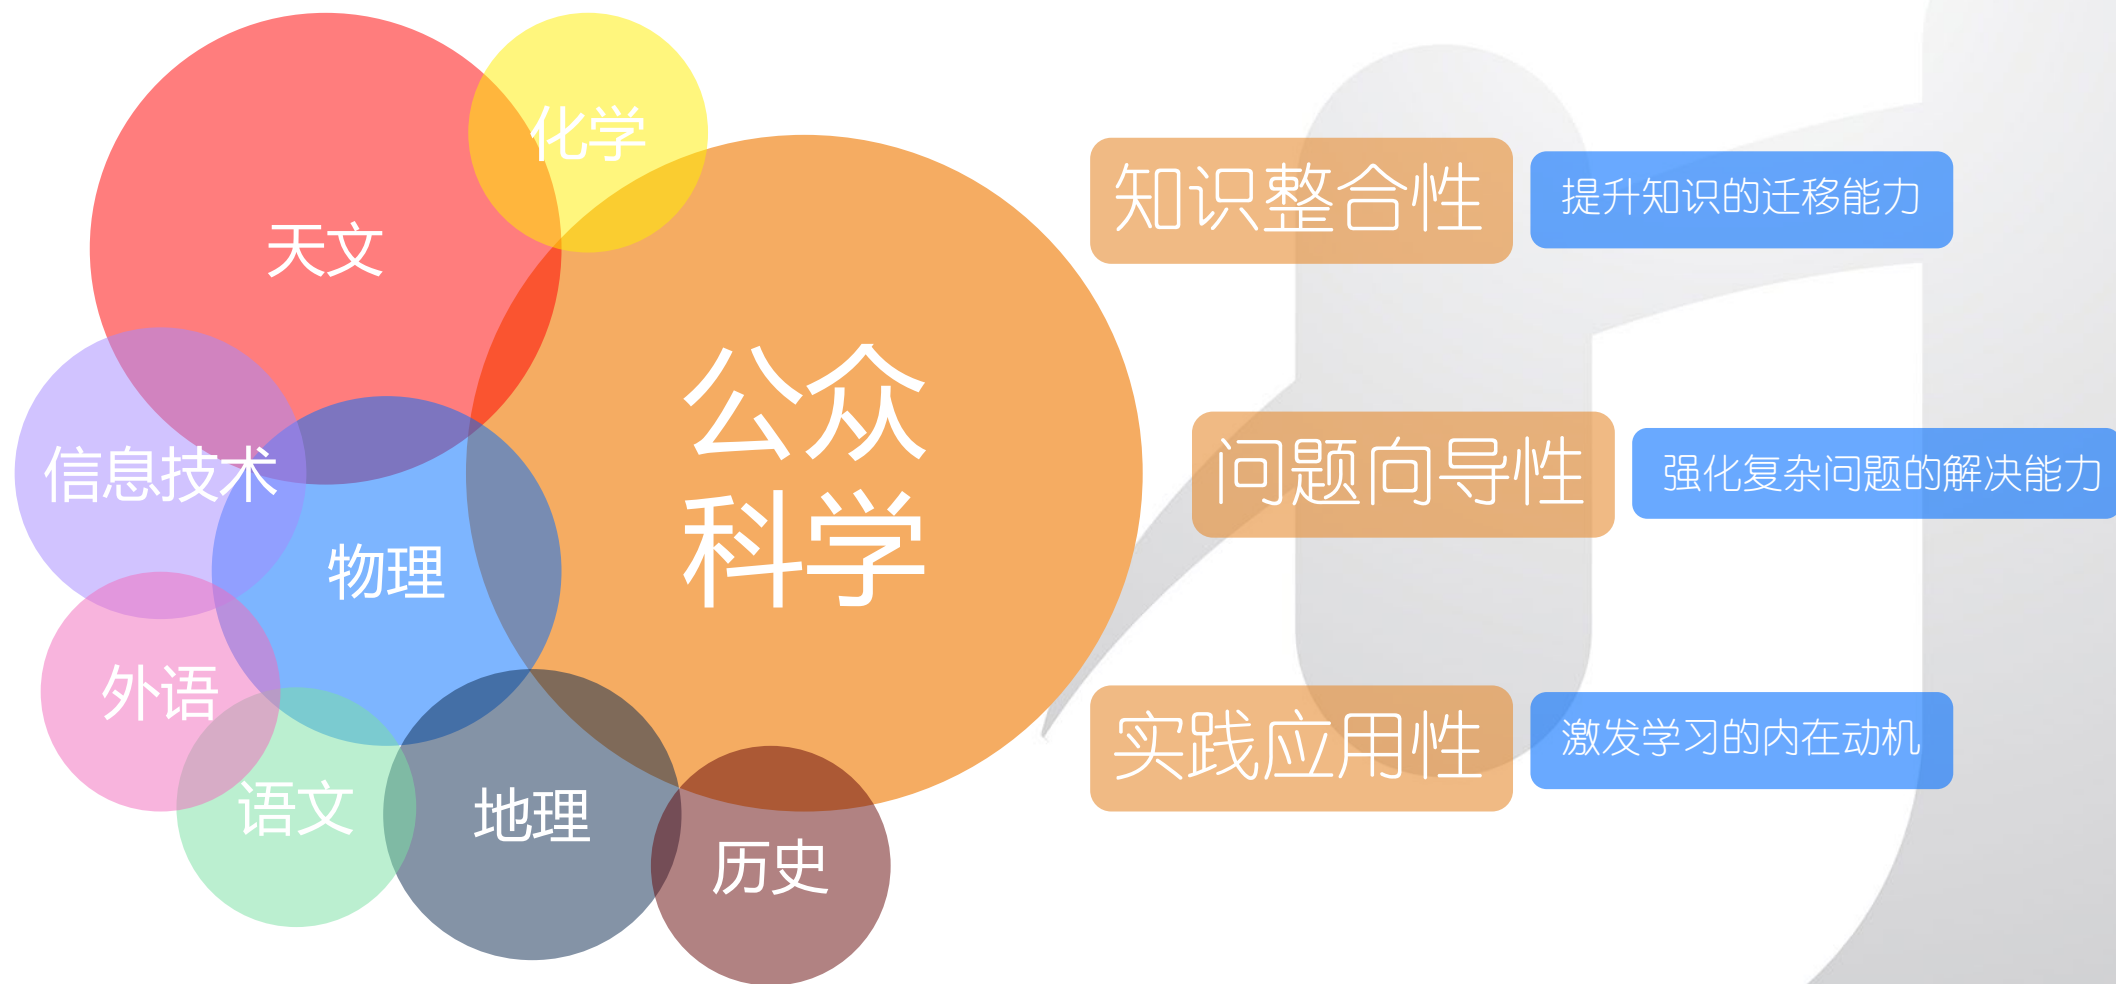 化学
天文
公众
科学
信息技术
物理
外语
语文
地理
历史
知识整合性
提升知识的迁移能力
问题向导性
强化复杂问题的解决能力
实践应用性
激发学习的内在动机